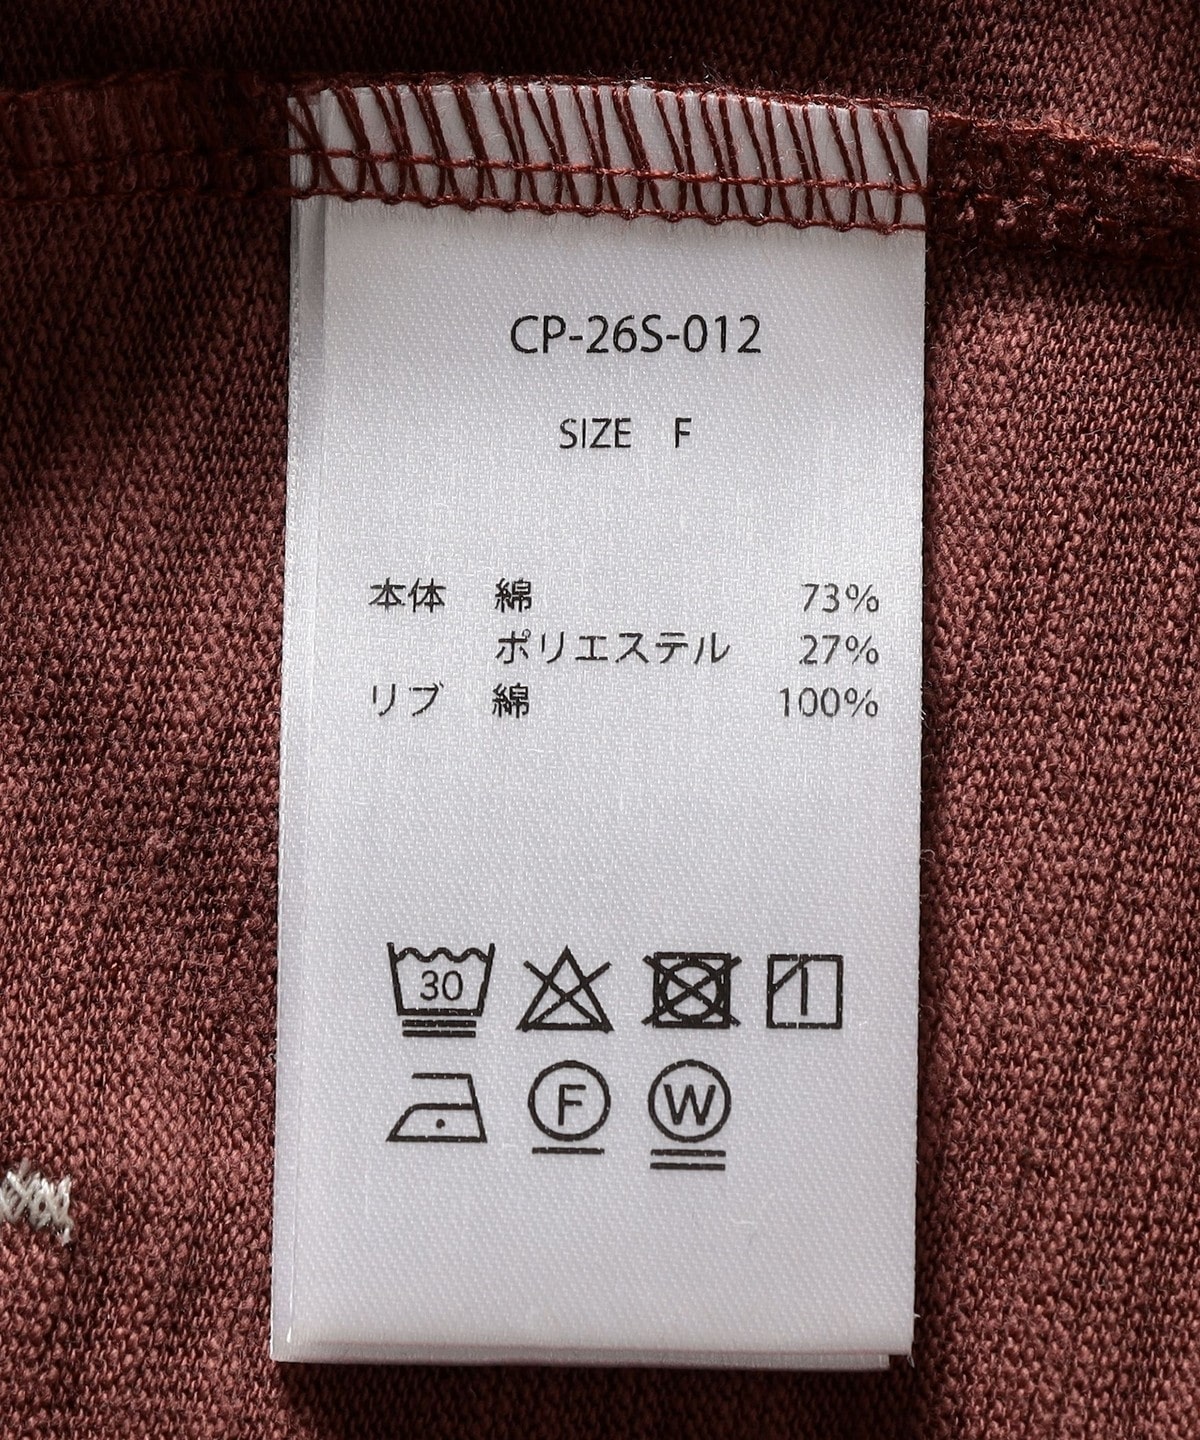 CP-26S-012
SIZE F
本体 綿 73%
ポリエステル 27%
リブ 綿 100%
30
F W